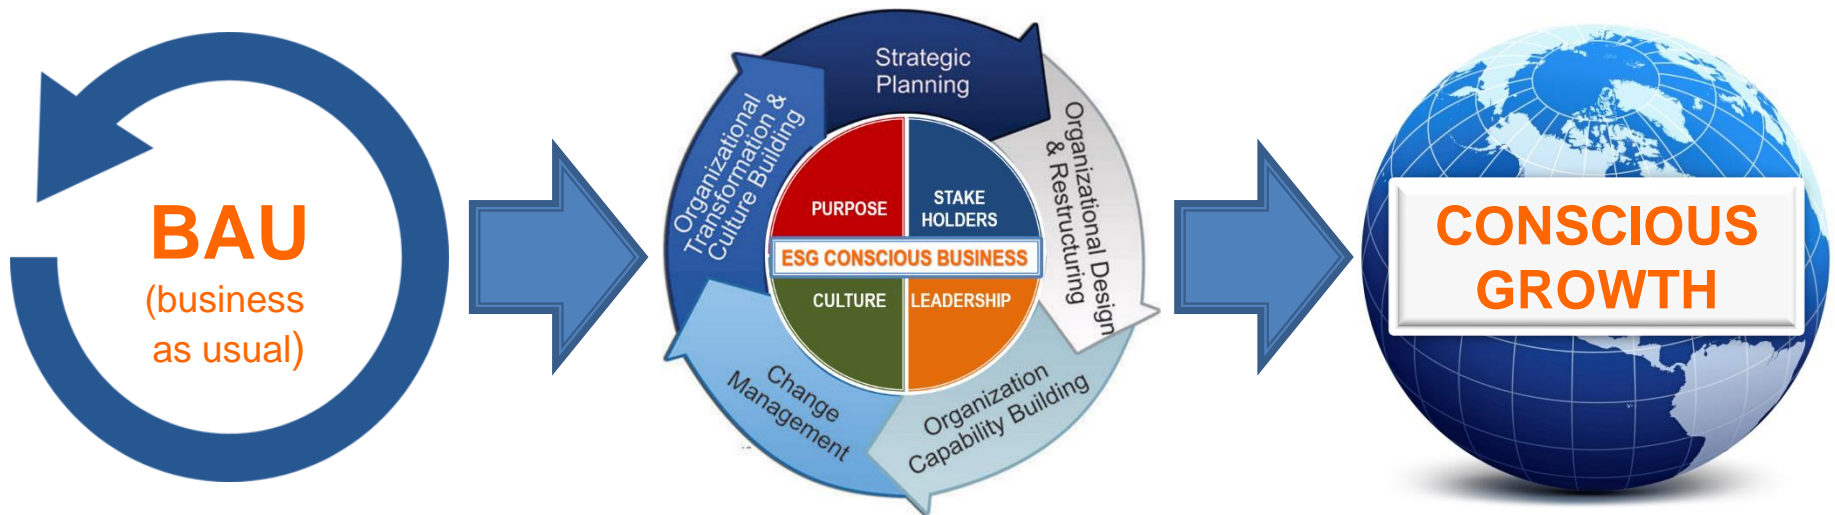 BAU
(business
as usual)
Strategic
Planning
Organizational Design
& Restructuring
Organization
Capability Building
Change
Management
Organizational
Transformation &
Culture Building
PURPOSE
STAKE
HOLDERS
ESG CONSCIOUS BUSINESS
CULTURE
LEADERSHIP
CONSCIOUS
GROWTH